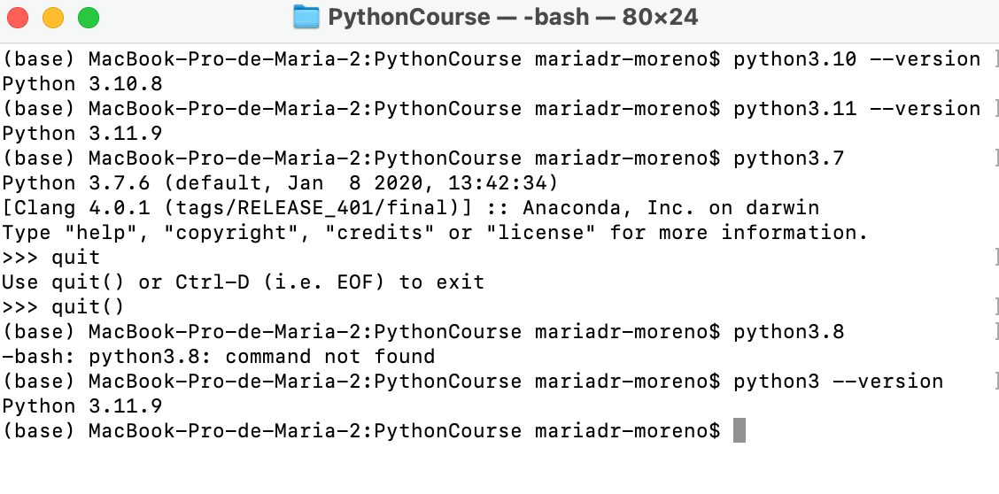 PythonCourse — -bash — 80×24
(base) MacBook-Pro-de-Maria-2:PythonCourse mariadr-moreno$ python3.10 --version
Python 3.10.8
(base) MacBook-Pro-de-Maria-2:PythonCourse mariadr-moreno$ python3.11 --version
Python 3.11.9
(base) MacBook-Pro-de-Maria-2:PythonCourse mariadr-moreno$ python3.7
Python 3.7.6 (default, Jan  8 2020, 13:42:34)
[Clang 4.0.1 (tags/RELEASE_401/final)] :: Anaconda, Inc. on darwin
Type "help", "copyright", "credits" or "license" for more information.
>>> quit
Use quit() or Ctrl-D (i.e. EOF) to exit
>>> quit()
(base) MacBook-Pro-de-Maria-2:PythonCourse mariadr-moreno$ python3.8
-bash: python3.8: command not found
(base) MacBook-Pro-de-Maria-2:PythonCourse mariadr-moreno$ python3 --version
Python 3.11.9
(base) MacBook-Pro-de-Maria-2:PythonCourse mariadr-moreno$